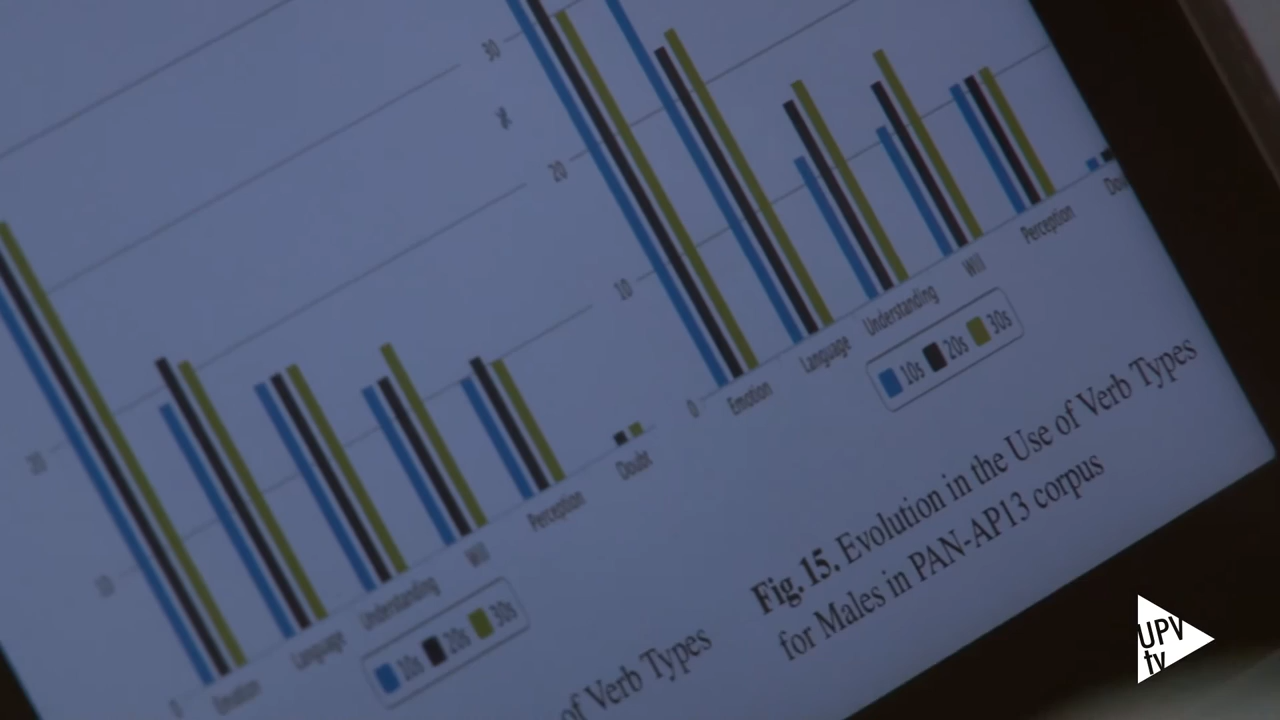 20
10
0
Emotion
Language
Understanding
Will
Perception
Doubt
10s 20s 30s
of Verb Types
30
%
20
10
0
Emotion
Language
Understanding
Will
Perception
Dou
10s 20s 30s
Fig. 15. Evolution in the Use of Verb Types
for Males in PAN-AP13 corpus
UPV
tv